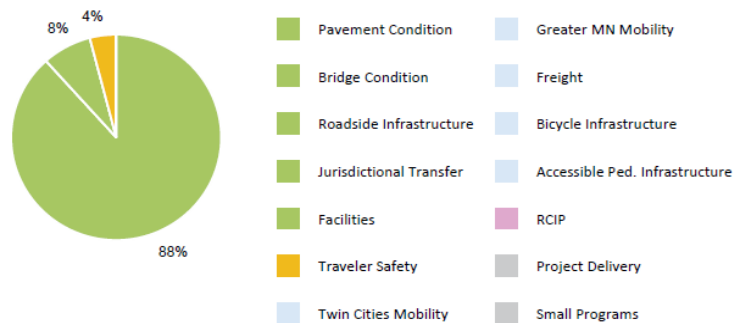 4%
8%
88%
Pavement Condition
Bridge Condition
Roadside Infrastructure
Jurisdictional Transfer
Facilities
Traveler Safety
Twin Cities Mobility
Greater MN Mobility
Freight
Bicycle Infrastructure
Accessible Ped. Infrastructure
RCIP
Project Delivery
Small Programs